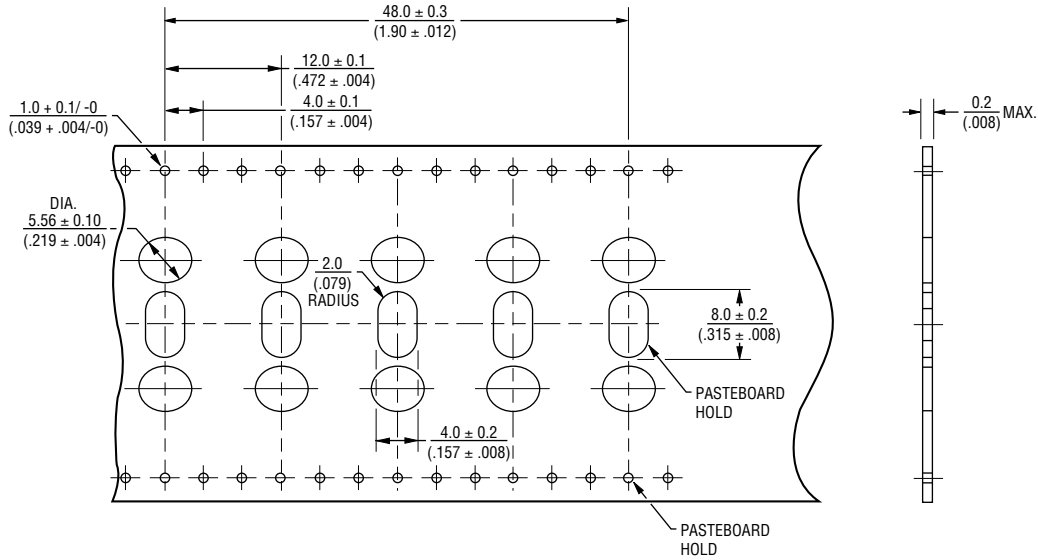 48.0 ± 0.3
(1.90 ± .012)
12.0 ± 0.1
(.472 ± .004)
4.0 ± 0.1
(.157 ± .004)
1.0 + 0.1/ -0
(.039 + .004/-0)
0.2
(.008)
MAX.
DIA.
5.56 ± 0.10
(.219 ± .004)
2.0
(.079)
RADIUS
8.0 ± 0.2
(.315 ± .008)
PASTEBOARD
HOLD
4.0 ± 0.2
(.157 ± .008)
PASTEBOARD
HOLD